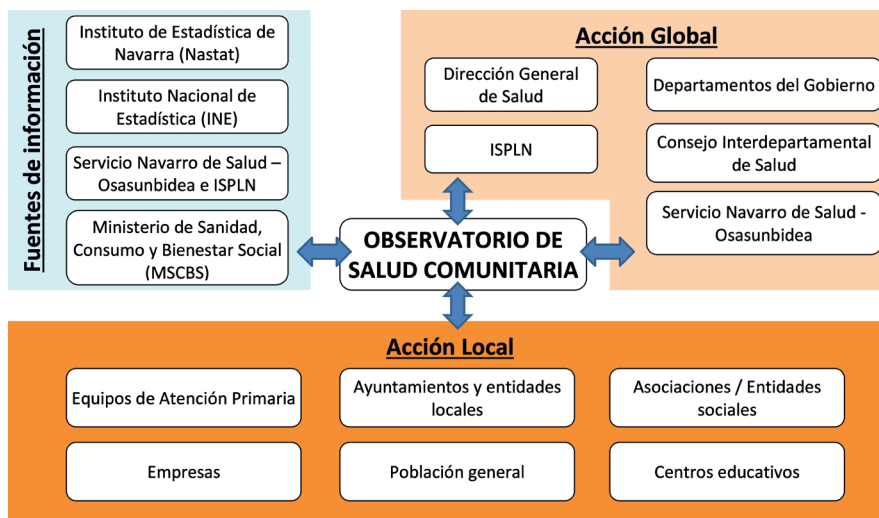 Fuentes de información
Instituto de Estadística de
Navarra (Nastat)
Instituto Nacional de
Estadística (INE)
Servicio Navarro de Salud –
Osasunbidea e ISPLN
Ministerio de Sanidad,
Consumo y Bienestar Social
(MSCBS)
Acción Global
Dirección General
de Salud
ISPLN
Departamentos del Gobierno
Consejo Interdepartamental
de Salud
Servicio Navarro de Salud -
Osasunbidea
OBSERVATORIO DE
SALUD COMUNITARIA
Acción Local
Equipos de Atención Primaria
Ayuntamientos y entidades
locales
Asociaciones / Entidades
sociales
Empresas
Población general
Centros educativos